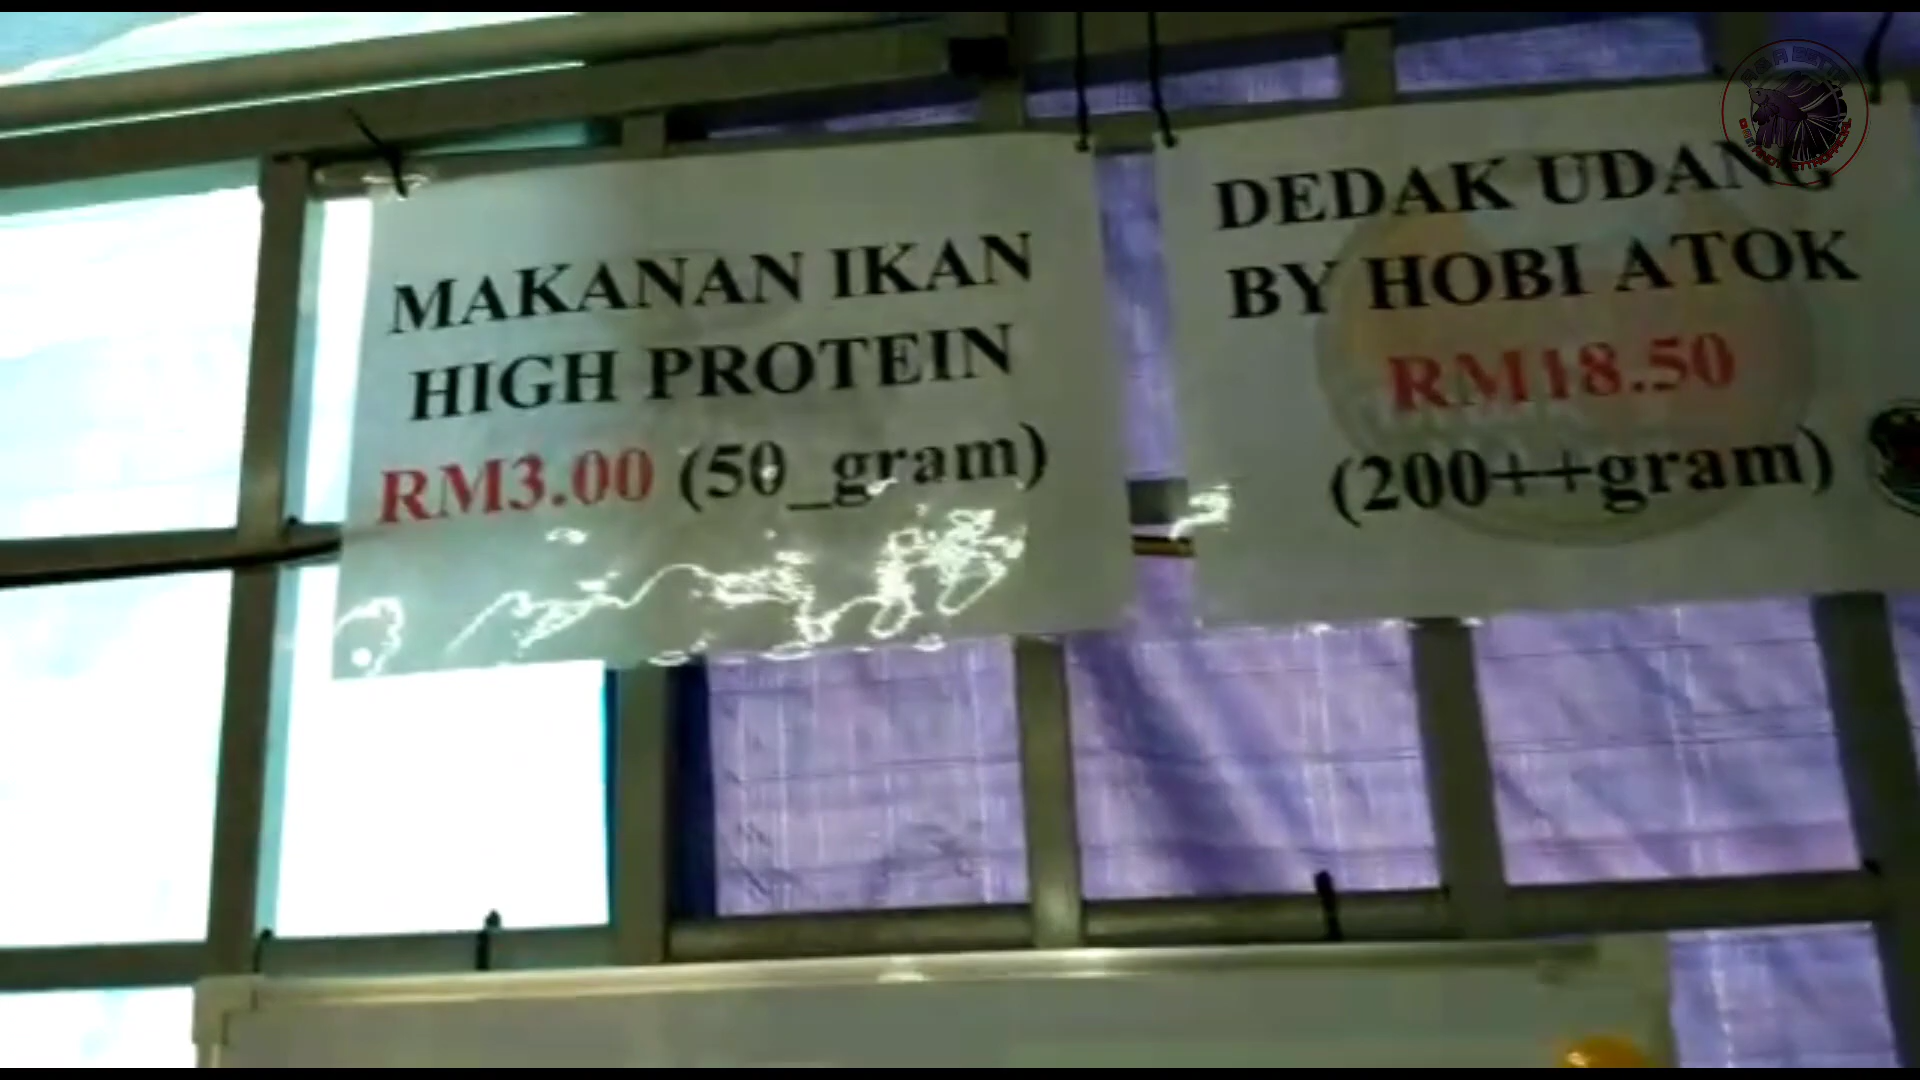 MAKANAN IKAN
HIGH PROTEIN
RM3.00 (50_gram)
DEDAK UDANG
BY HOBI ATOK
RM18.50
(200++gram)